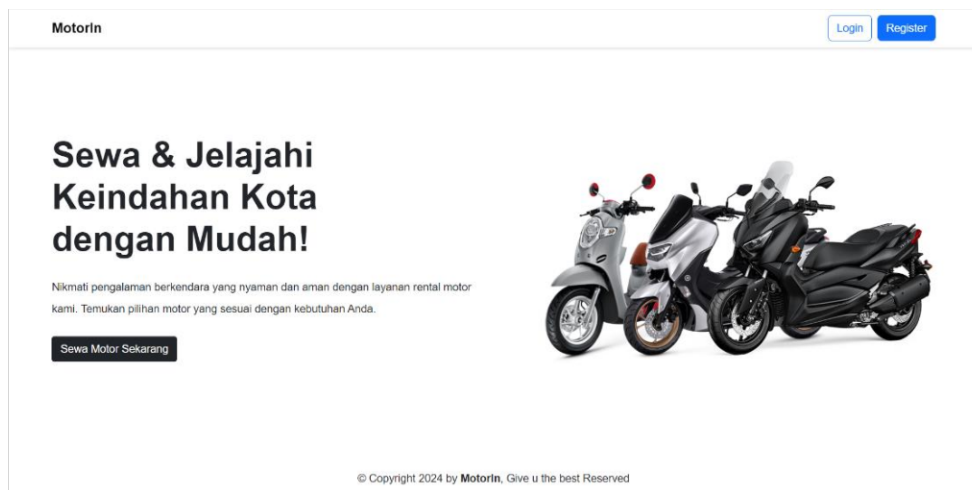 MotorIn
Login
Register
Sewa & Jelajahi
Keindahan Kota
dengan Mudah!
Nikmati pengalaman berkendara yang nyaman dan aman dengan layanan rental motor
kami. Temukan pilihan motor yang sesuai dengan kebutuhan Anda.
Sewa Motor Sekarang
© Copyright 2024 by MotorIn, Give u the best Reserved